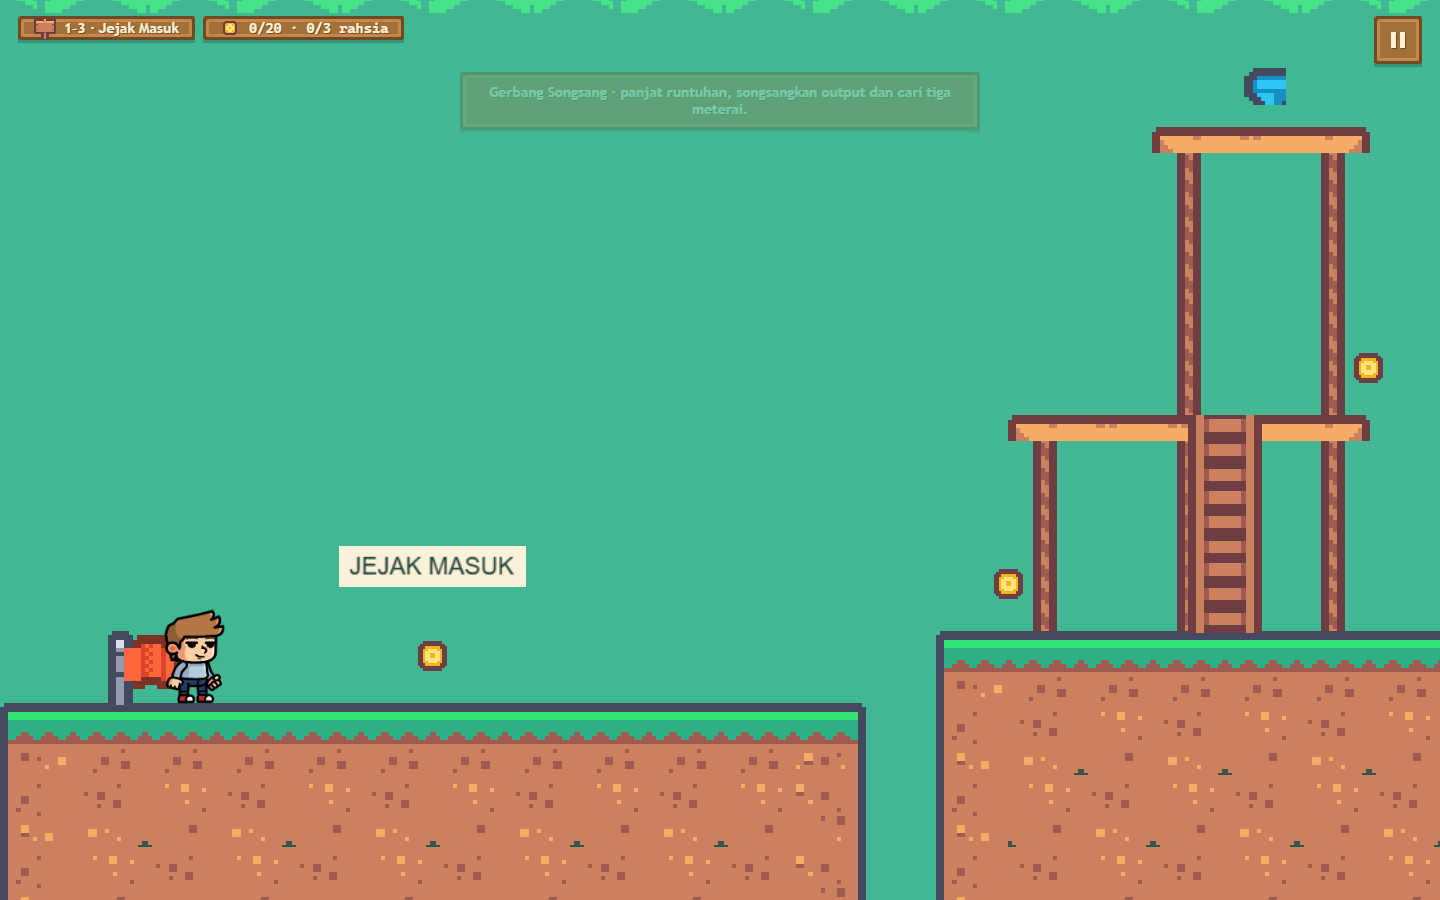 1-3 · Jejak Masuk
0/20 · 0/3 rahsia
Gerbang Songsang · panjat runtuhan, songsangkan output dan cari tiga
meterai.
JEJAK MASUK